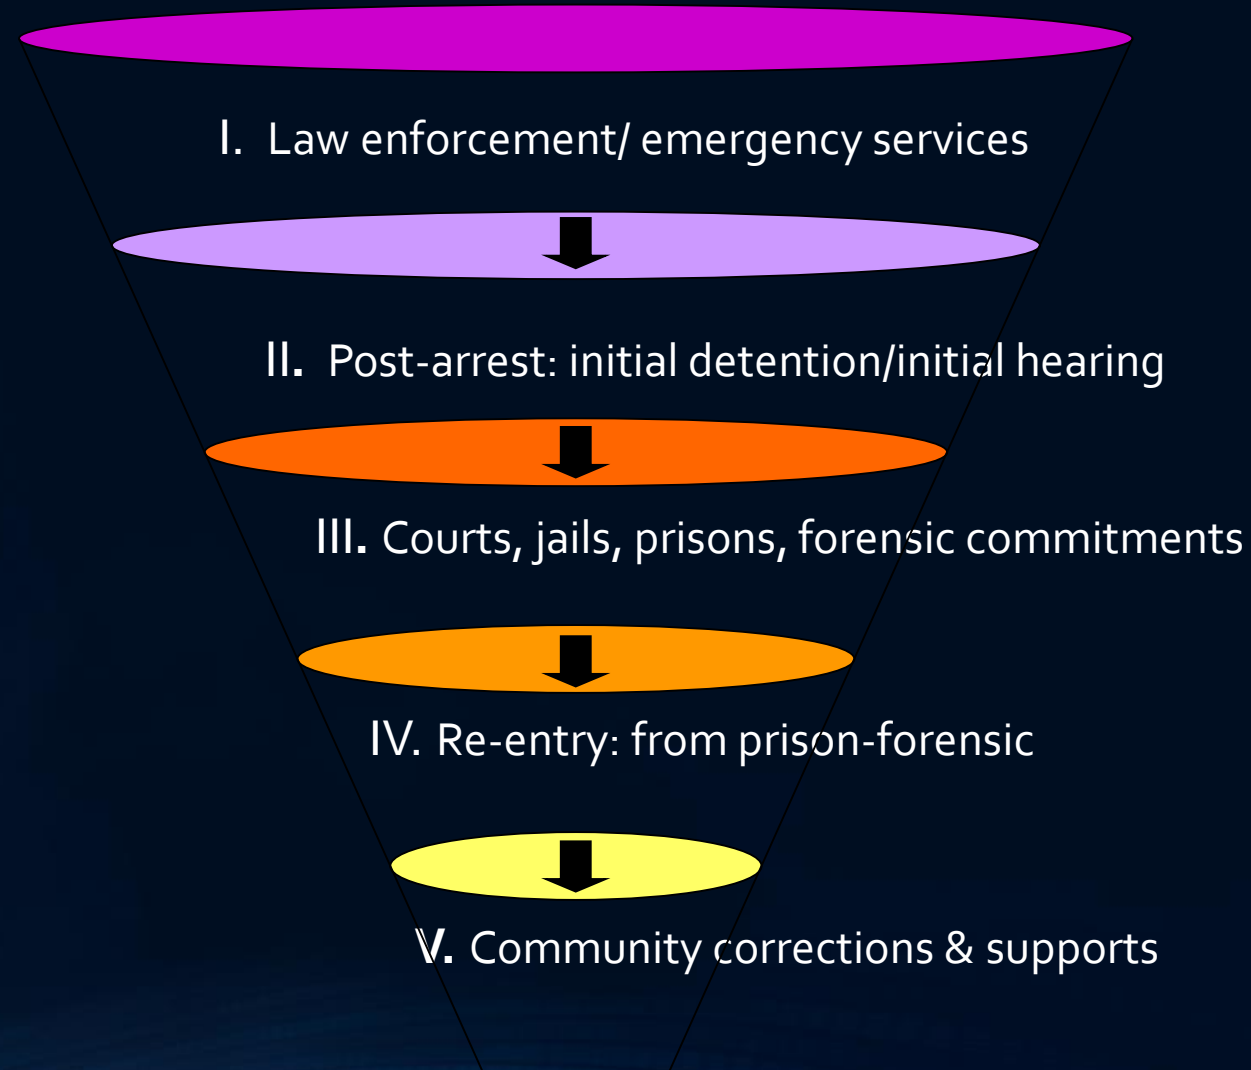 I. Law enforcement/ emergency services
II. Post-arrest: initial detention/initial hearing
III. Courts, jails, prisons, forensic commitments
IV. Re-entry: from prison-forensic
V. Community corrections & supports